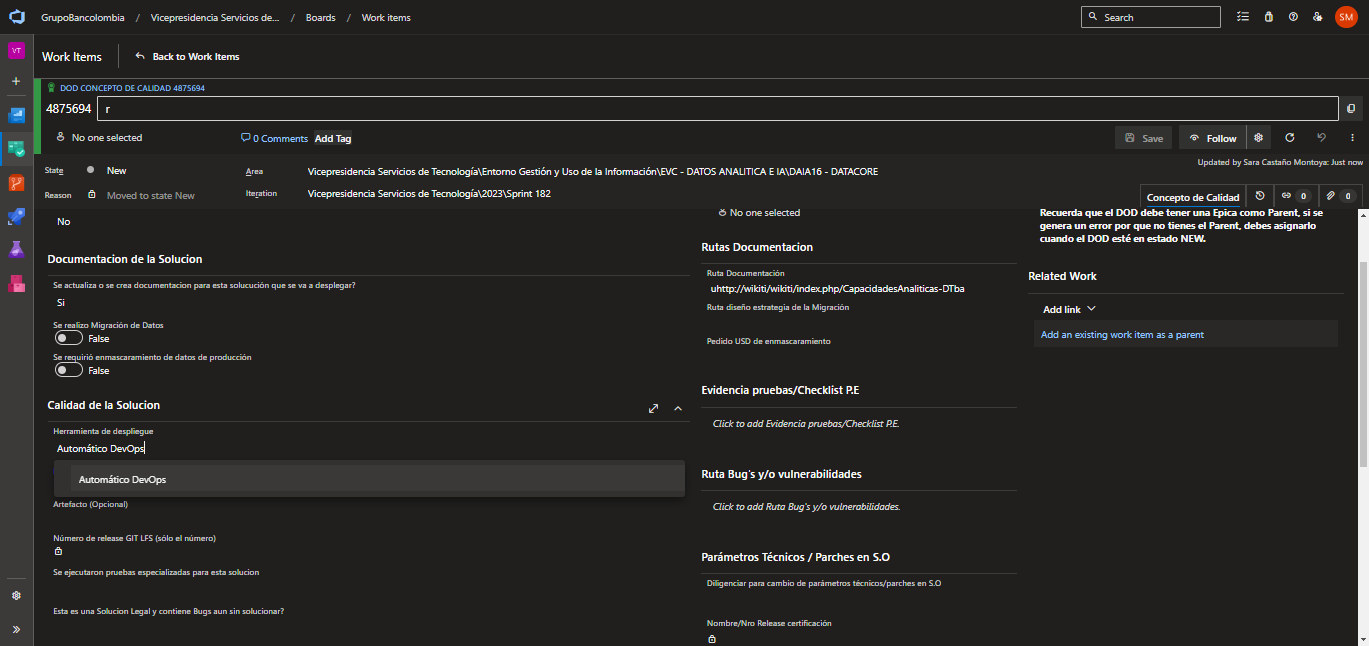 GrupoBancolombia / Vicepresidencia Servicios de... / Boards / Work items
Search
SM
VT
Work Items
Back to Work Items
DOD CONCEPTO DE CALIDAD 4875694
4875694
r
No one selected
0 Comments
Add Tag
Save
Follow
Updated by Sara Castaño Montoya: Just now
State
New
Area
Vicepresidencia Servicios de Tecnología\Entorno Gestión y Uso de la Información\EVC - DATOS ANALITICA E IA\DAIA16 - DATACORE
Reason
Moved to state New
Iteration
Vicepresidencia Servicios de Tecnología\2023\Sprint 182
Concepto de Calidad
0
0
No
Documentacion de la Solucion
Se actualiza o se crea documentacion para esta solucución que se va a desplegar?
Si
Se realizo Migración de Datos
False
Se requirió enmascaramiento de datos de producción
False
Calidad de la Solucion
Herramienta de despliegue
Automático DevOps
Automático DevOps
Artefacto (Opcional)
Número de release GIT LFS (sólo el número)
Se ejecutaron pruebas especializadas para esta solucion
Esta es una Solucion Legal y contiene Bugs aun sin solucionar?
No one selected
Rutas Documentacion
Ruta Documentación
uhttp://wikiti/wikiti/index.php/CapacidadesAnaliticas-DTba
Ruta diseño estrategia de la Migración
Pedido USD de enmascaramiento
Evidencia pruebas/Checklist P.E
Click to add Evidencia pruebas/Checklist P.E.
Ruta Bug's y/o vulnerabilidades
Click to add Ruta Bug's y/o vulnerabilidades.
Parámetros Técnicos / Parches en S.O
Diligenciar para cambio de parámetros técnicos/parches en S.O
Nombre/Nro Release certificación
Recuerda que el DOD debe tener una Epica como Parent, si se
genera un error por que no tienes el Parent, debes asignarlo
cuando el DOD esté en estado NEW.
Related Work
Add link
Add an existing work item as a parent